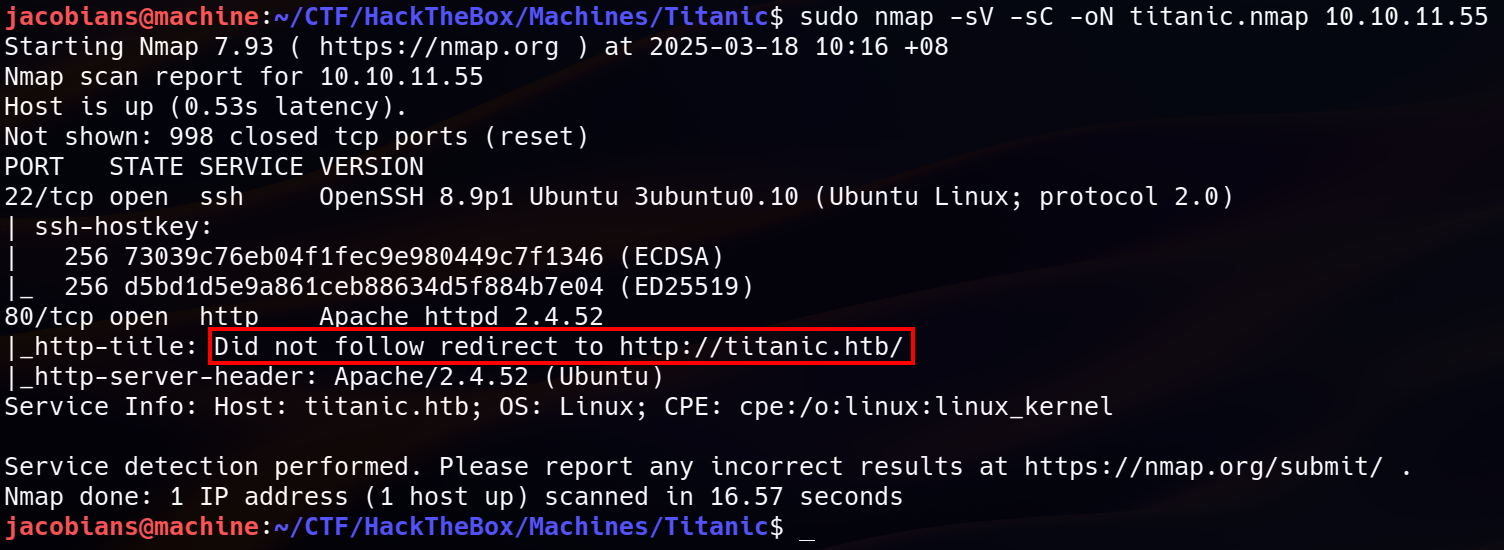 jacobians@machine:~/CTF/HackTheBox/Machines/Titanic$ sudo nmap -sV -sC -oN titanic.nmap 10.10.11.55
Starting Nmap 7.93 ( https://nmap.org ) at 2025-03-18 10:16 +08
Nmap scan report for 10.10.11.55
Host is up (0.53s latency).
Not shown: 998 closed tcp ports (reset)
PORT   STATE SERVICE VERSION
22/tcp open  ssh     OpenSSH 8.9p1 Ubuntu 3ubuntu0.10 (Ubuntu Linux; protocol 2.0)
| ssh-hostkey:
|   256 73039c76eb04f1fec9e980449c7f1346 (ECDSA)
|_  256 d5bd1d5e9a861ceb88634d5f884b7e04 (ED25519)
80/tcp open  http    Apache httpd 2.4.52
|_http-title: Did not follow redirect to http://titanic.htb/
|_http-server-header: Apache/2.4.52 (Ubuntu)
Service Info: Host: titanic.htb; OS: Linux; CPE: cpe:/o:linux:linux_kernel
Service detection performed. Please report any incorrect results at https://nmap.org/submit/ .
Nmap done: 1 IP address (1 host up) scanned in 16.57 seconds
jacobians@machine:~/CTF/HackTheBox/Machines/Titanic$ _